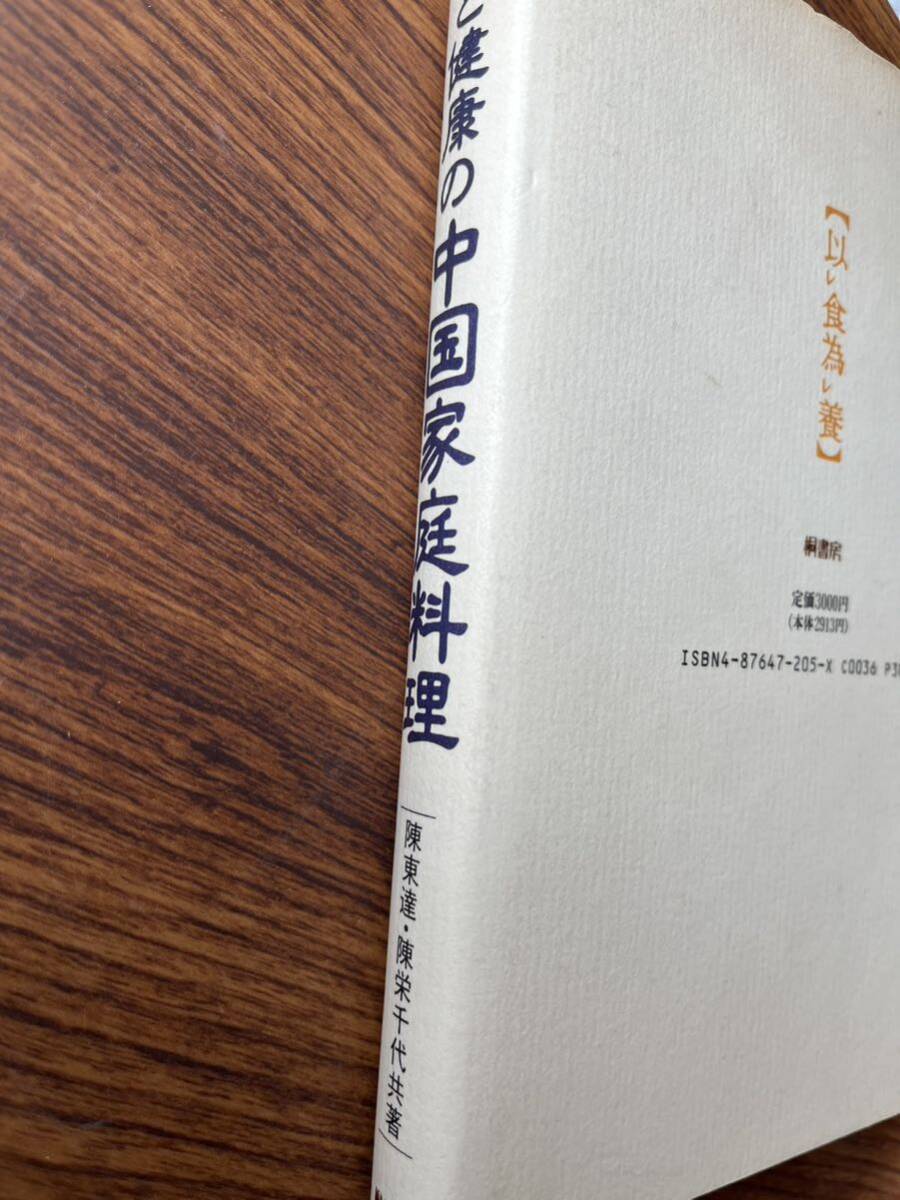 と健康の中国家庭料理
陳東達・陳栄千代共著
【以レ食為レ養】
桐書房
定価3000円
(本体2913円)
ISBN4-87647-205-X C0036